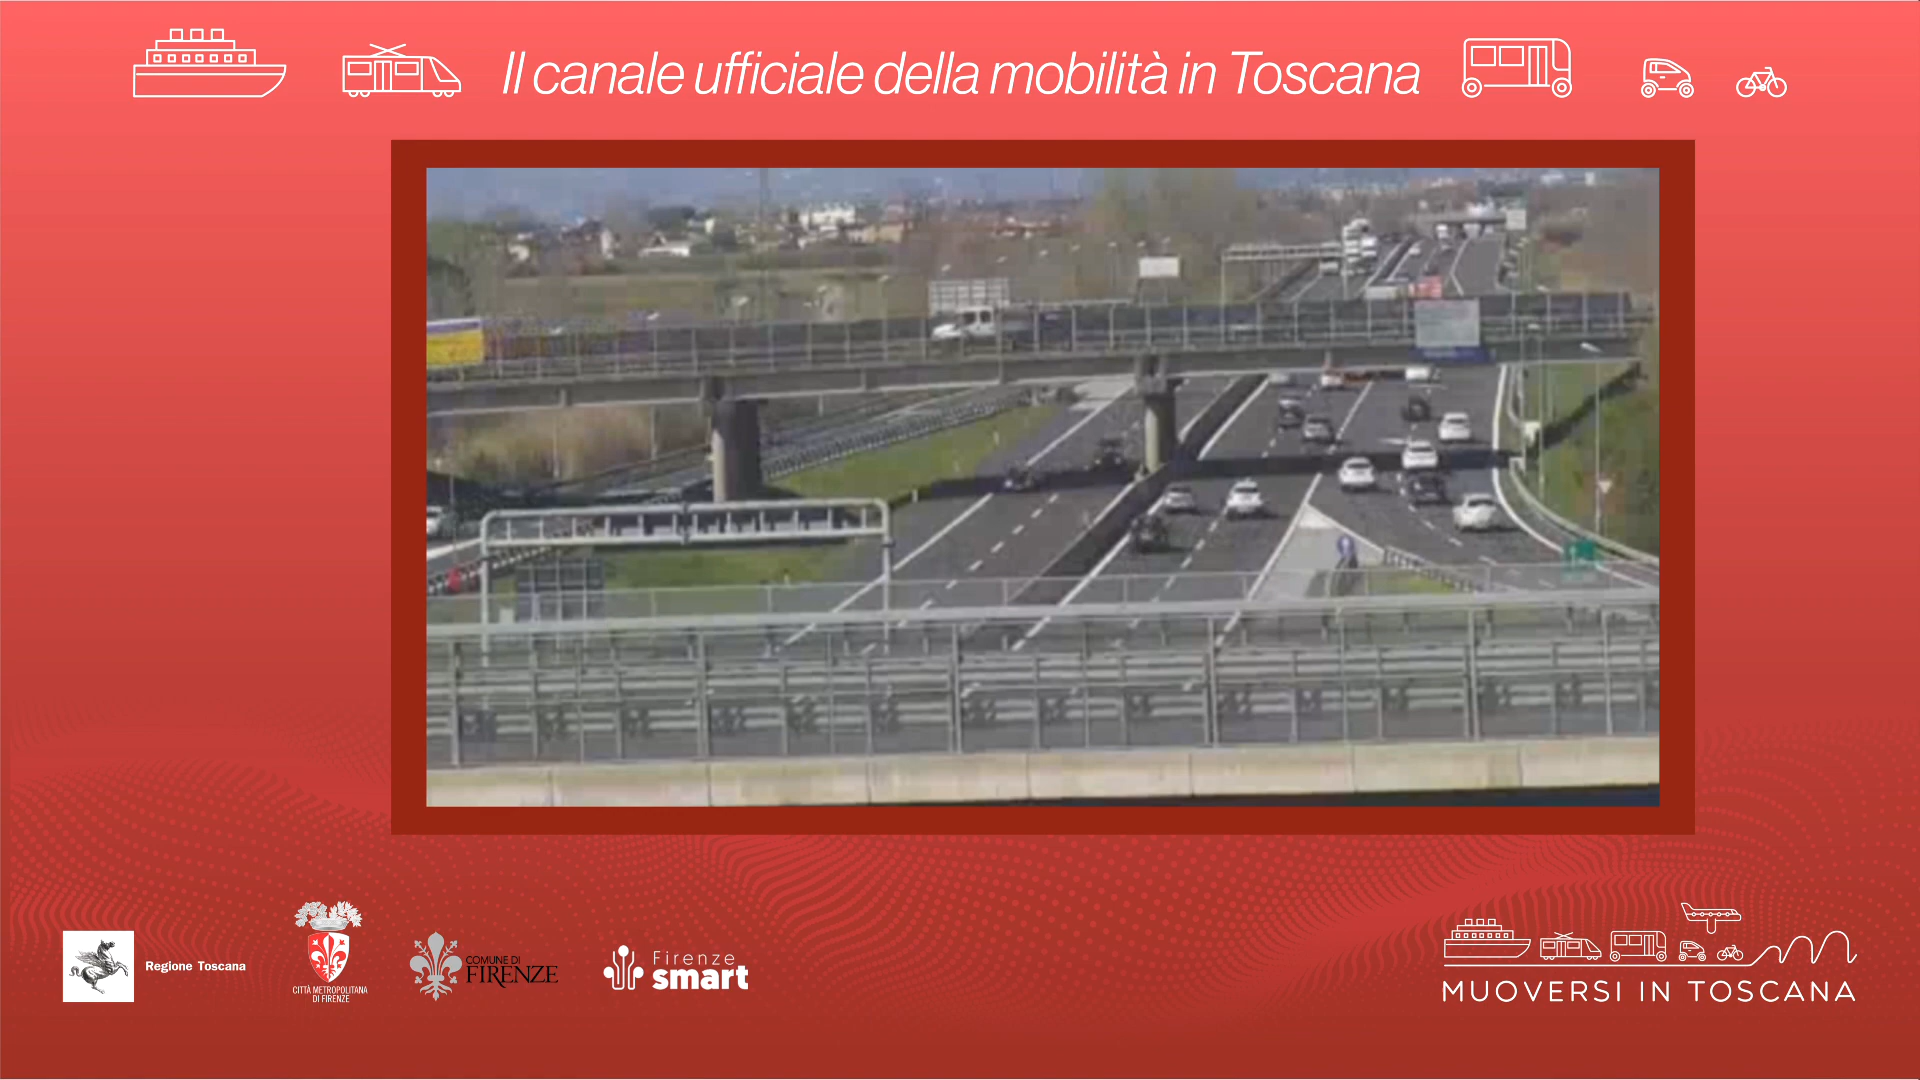 Il canale ufficiale della mobilità in Toscana
Regione Toscana
CITTÀ METROPOLITANA
DI FIRENZE
COMUNE DI
FIRENZE
Firenze
smart
MUOVERSI IN TOSCANA